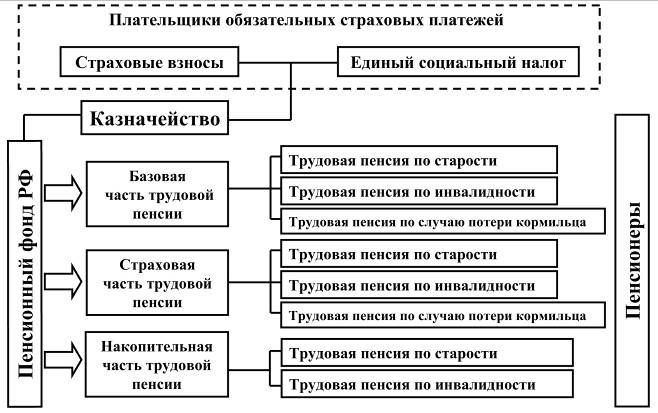 Плательщики обязательных страховых платежей
Страховые взносы
Единый социальный налог
Казначейство
Пенсионный фонд РФ
Базовая
часть трудовой
пенсии
Трудовая пенсия по старости
Трудовая пенсия по инвалидности
Трудовая пенсия по случаю потери кормильца
Страховая
часть трудовой
пенсии
Трудовая пенсия по старости
Трудовая пенсия по инвалидности
Трудовая пенсия по случаю потери кормильца
Накопительная
часть трудовой
пенсии
Трудовая пенсия по старости
Трудовая пенсия по инвалидности
Пенсионеры